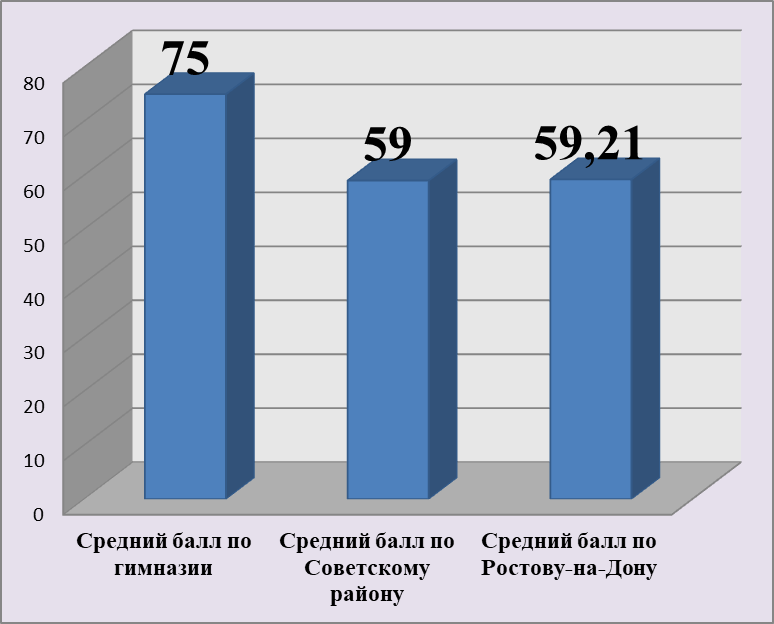 75
59
59,21
80
70
60
50
40
30
20
10
0
Средний балл по
гимназии
Средний балл по
Советскому
району
Средний балл по
Ростову-на-Дону